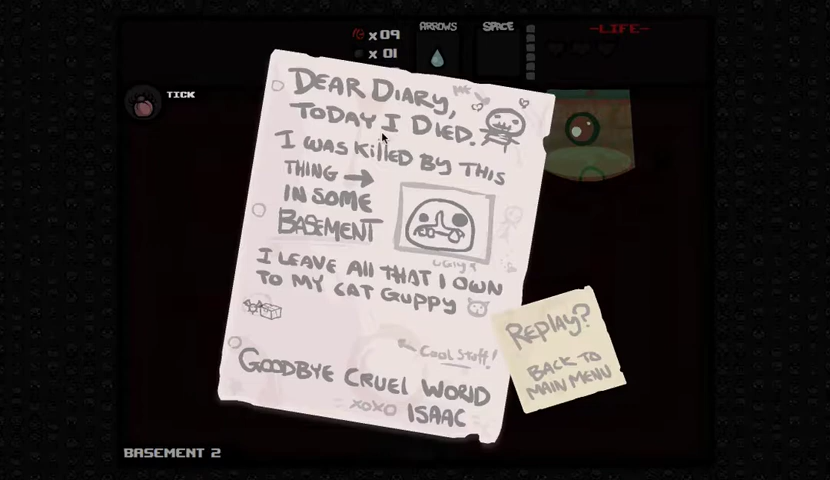 x09
x01
ARROWS
SPACE
-LIFE-
TICK
DEAR DIARY,
TODAY I DIED.
ME
I WAS KILLED BY THIS
THING →
IN SOME
BASEMENT
UGLY
I LEAVE ALL THAT I OWN
TO MY CAT GUPPY
COOL STUFF!
GOODBYE CRUEL WORLD
XOXO ISAAC
REPLAY?
BACK TO
MAIN MENU
BASEMENT 2